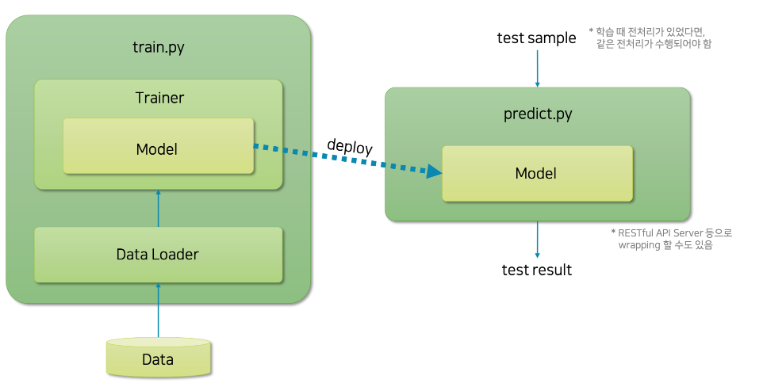 train.py
Trainer
Model
Data Loader
Data
deploy
test sample
* 학습 때 전처리가 있었다면,
같은 전처리가 수행되어야 함
predict.py
Model
* RESTful API Server 등으로
wrapping 할 수도 있음
test result